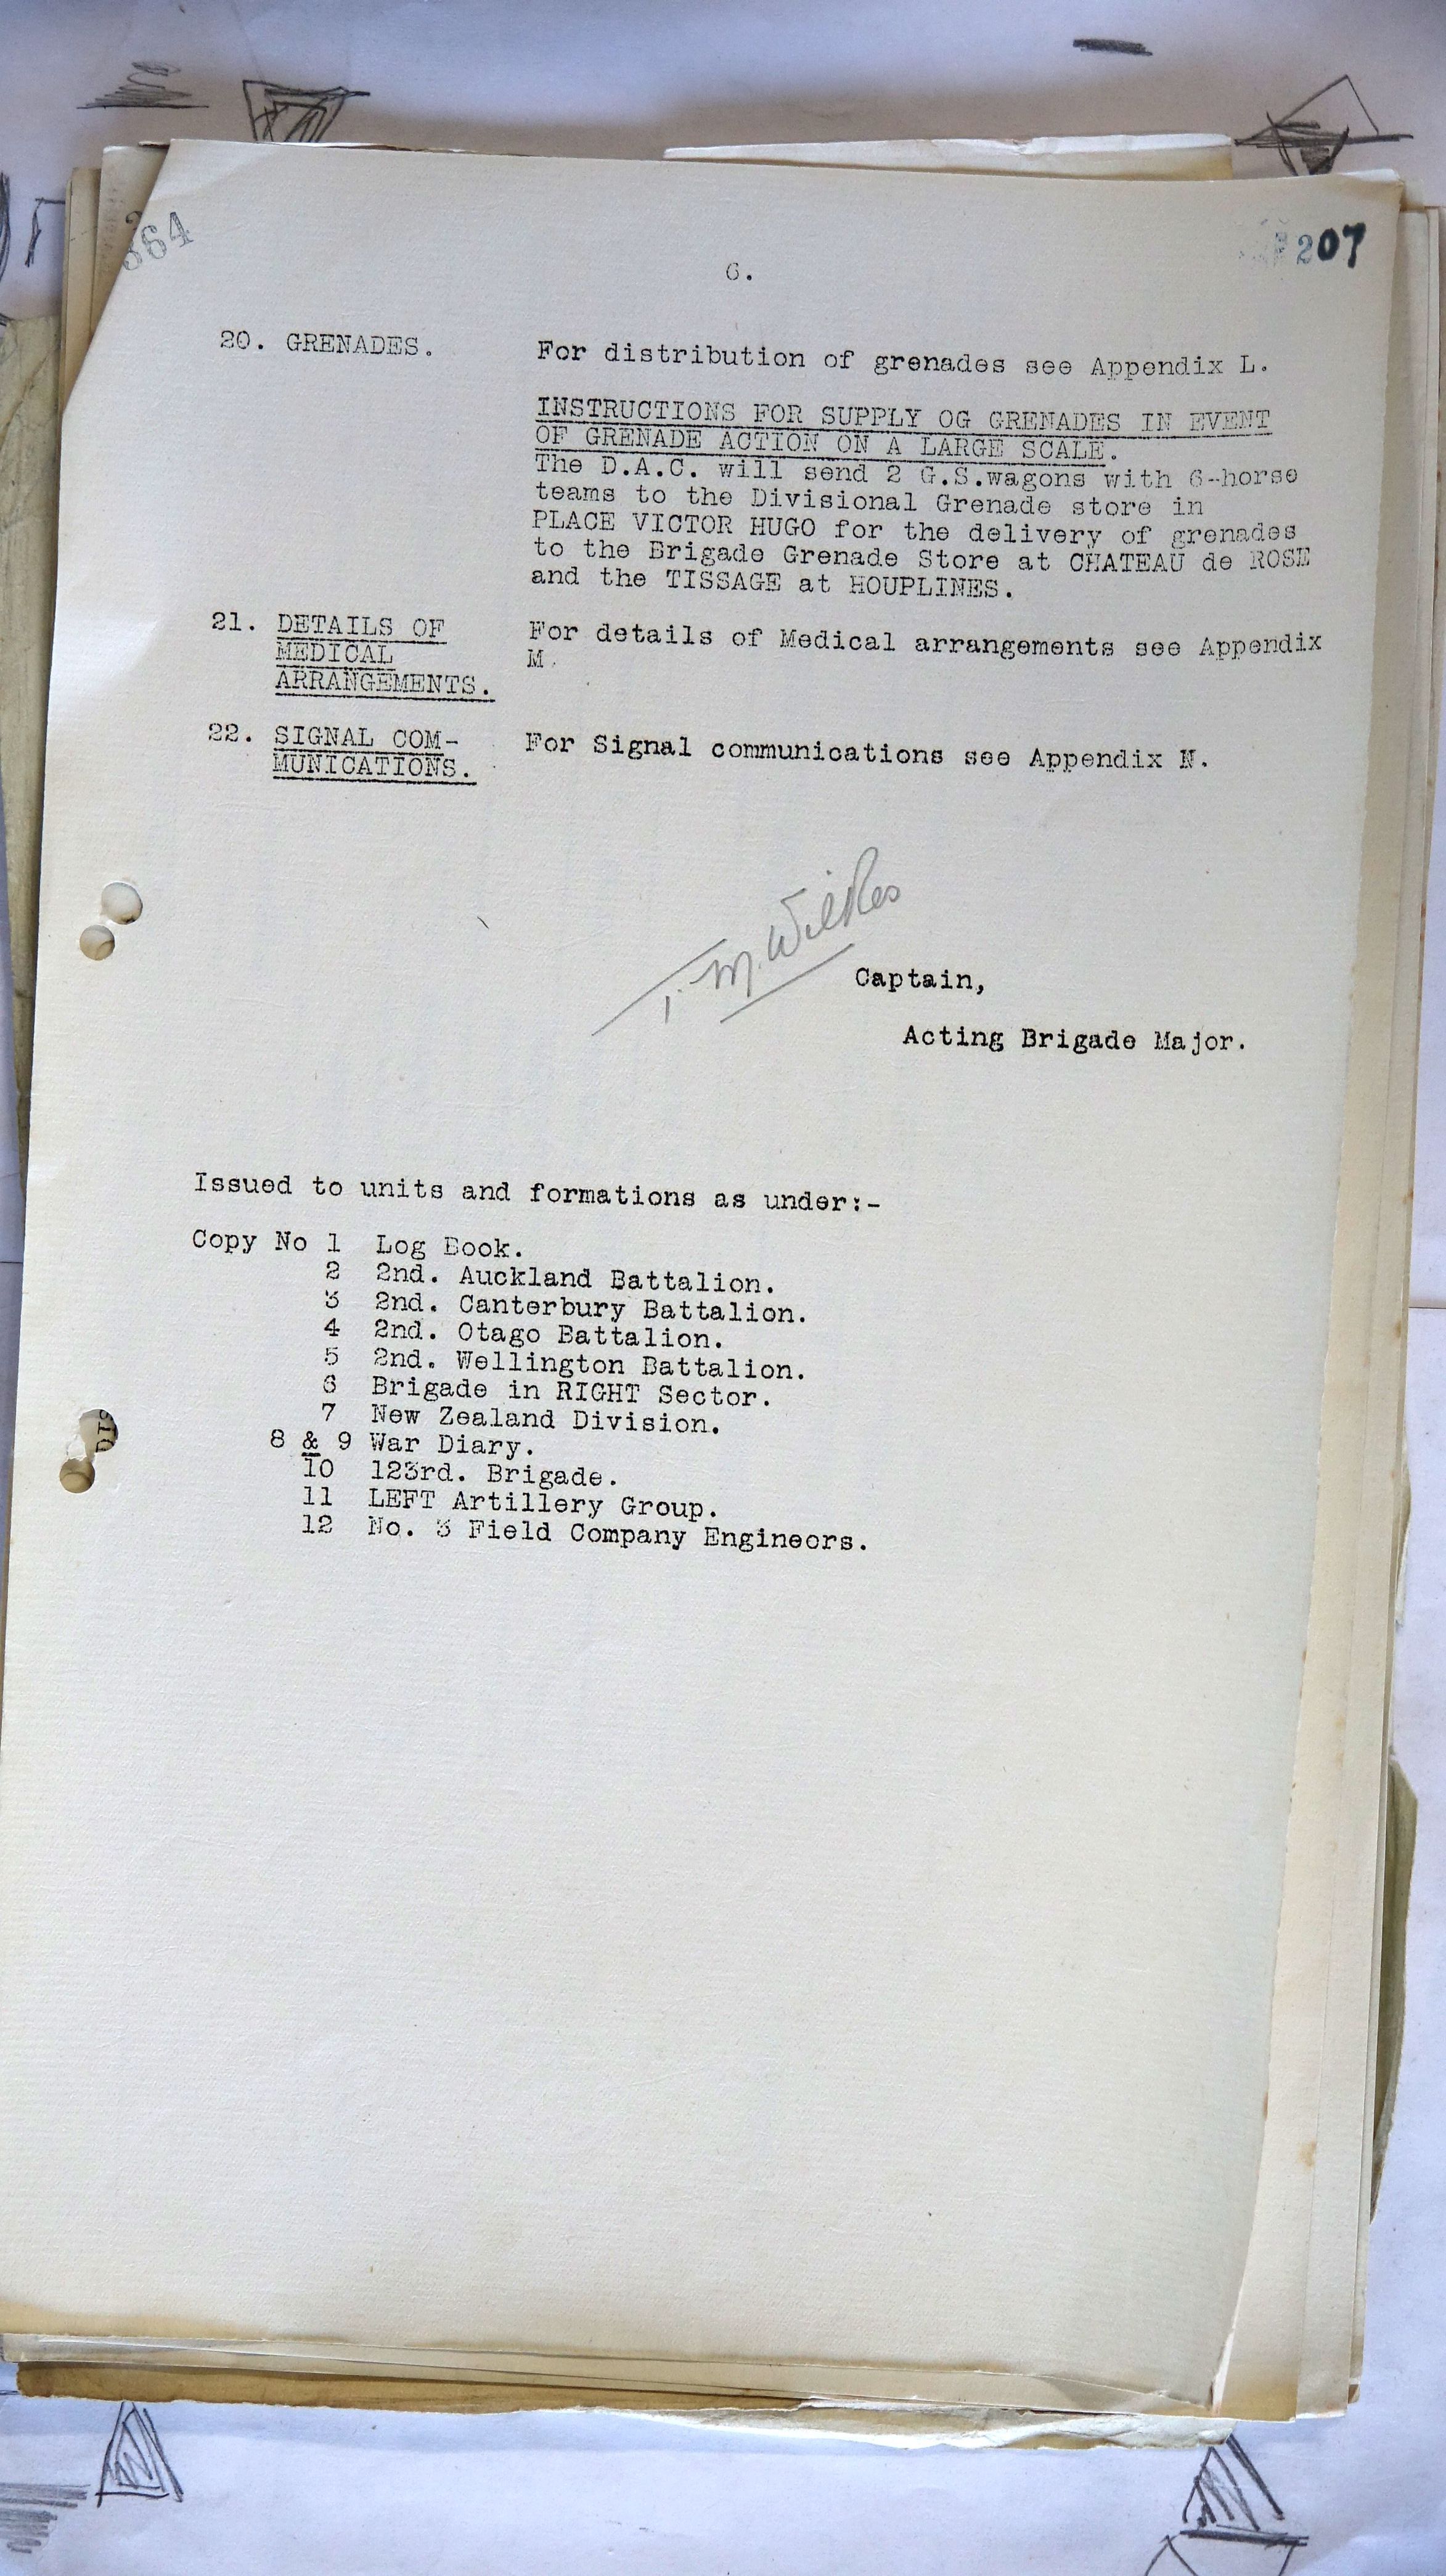 364
207
6.
20. GRENADES. For distribution of grenades see Appendix L.
INSTRUCTIONS FOR SUPPLY OG GRENADES IN EVENT
OF GRENADE ACTION ON A LARGE SCALE.
The D.A.C. will send 2 G.S.wagons with 6-horse
teams to the Divisional Grenade store in
PLACE VICTOR HUGO for the delivery of grenades
to the Brigade Grenade Store at CHATEAU de ROSE
and the TISSAGE at HOUPLINES.
21. DETAILS OF
MEDICAL
ARRANGEMENTS.
For details of Medical arrangements see Appendix
M.
22. SIGNAL COM-
MUNICATIONS.
For Signal communications see Appendix N.
T. M. Wilkes
Captain,
Acting Brigade Major.
Issued to units and formations as under:-
Copy No 1 Log Book.
2 2nd. Auckland Battalion.
3 2nd. Canterbury Battalion.
4 2nd. Otago Battalion.
5 2nd. Wellington Battalion.
6 Brigade in RIGHT Sector.
7 New Zealand Division.
8 & 9 War Diary.
10 123rd. Brigade.
11 LEFT Artillery Group.
12 No. 3 Field Company Engineers.